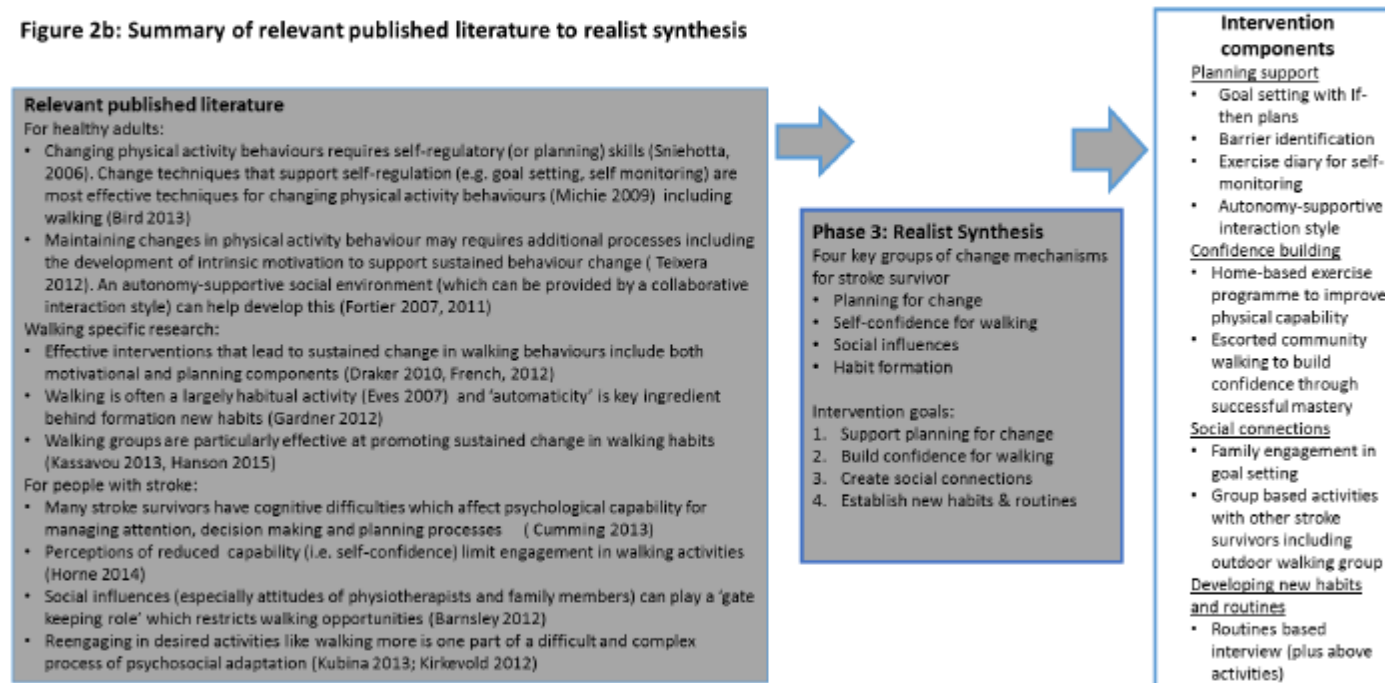 Figure 2b: Summary of relevant published literature to realist synthesis
Relevant published literature
For healthy adults:
• Changing physical activity behaviours requires self-regulatory (or planning) skills (Sniehotta,
2006). Change techniques that support self-regulation (e.g. goal setting, self monitoring) are
most effective techniques for changing physical activity behaviours (Michie 2009) including
walking (Bird 2013)
• Maintaining changes in physical activity behaviour may requires additional processes including
the development of intrinsic motivation to support sustained behaviour change ( Teixera
2012). An autonomy-supportive social environment (which can be provided by a collaborative
interaction style) can help develop this (Fortier 2007, 2011)
Walking specific research:
• Effective interventions that lead to sustained change in walking behaviours include both
motivational and planning components (Draker 2010, French, 2012)
• Walking is often a largely habitual activity (Eves 2007) and 'automaticity' is key ingredient
behind formation new habits (Gardner 2012)
• Walking groups are particularly effective at promoting sustained change in walking habits
(Kassavou 2013, Hanson 2015)
For people with stroke:
• Many stroke survivors have cognitive difficulties which affect psychological capability for
managing attention, decision making and planning processes ( Cumming 2013)
• Perceptions of reduced capability (i.e. self-confidence) limit engagement in walking activities
(Horne 2014)
• Social influences (especially attitudes of physiotherapists and family members) can play a 'gate
keeping role' which restricts walking opportunities (Barnsley 2012)
• Reengaging in desired activities like walking more is one part of a difficult and complex
process of psychosocial adaptation (Kubina 2013; Kirkevold 2012)
Phase 3: Realist Synthesis
Four key groups of change mechanisms
for stroke survivor
• Planning for change
• Self-confidence for walking
• Social influences
• Habit formation
Intervention goals:
1. Support planning for change
2. Build confidence for walking
3. Create social connections
4. Establish new habits & routines
Intervention
components
Planning support
• Goal setting with If-
then plans
• Barrier identification
• Exercise diary for self-
monitoring
• Autonomy-supportive
interaction style
Confidence building
• Home-based exercise
programme to improve
physical capability
• Escorted community
walking to build
confidence through
successful mastery
Social connections
• Family engagement in
goal setting
• Group based activities
with other stroke
survivors including
outdoor walking group
Developing new habits
and routines
• Routines based
interview (plus above
activities)